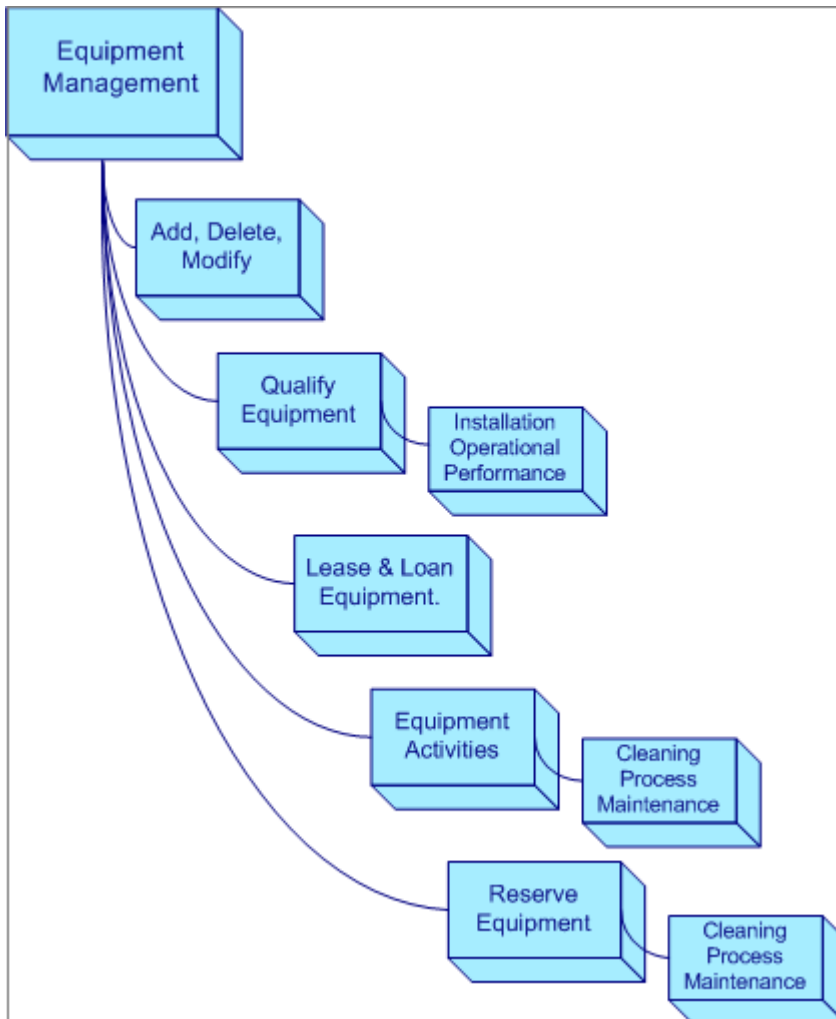 Equipment
Management
Add, Delete,
Modify
Qualify
Equipment
Installation
Operational
Performance
Lease & Loan
Equipment.
Equipment
Activities
Cleaning
Process
Maintenance
Reserve
Equipment
Cleaning
Process
Maintenance